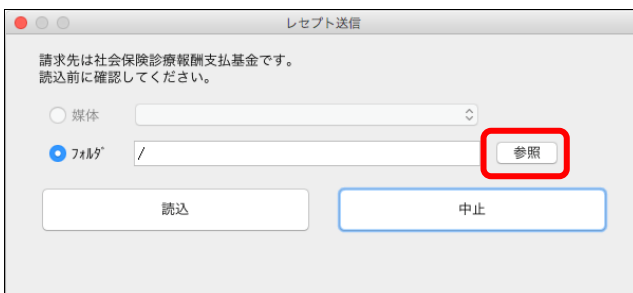 レセプト送信
請求先は社会保険診療報酬支払基金です。
読込前に確認してください。
媒体
ﾌｫﾙﾀﾞ
/
参照
読込
中止